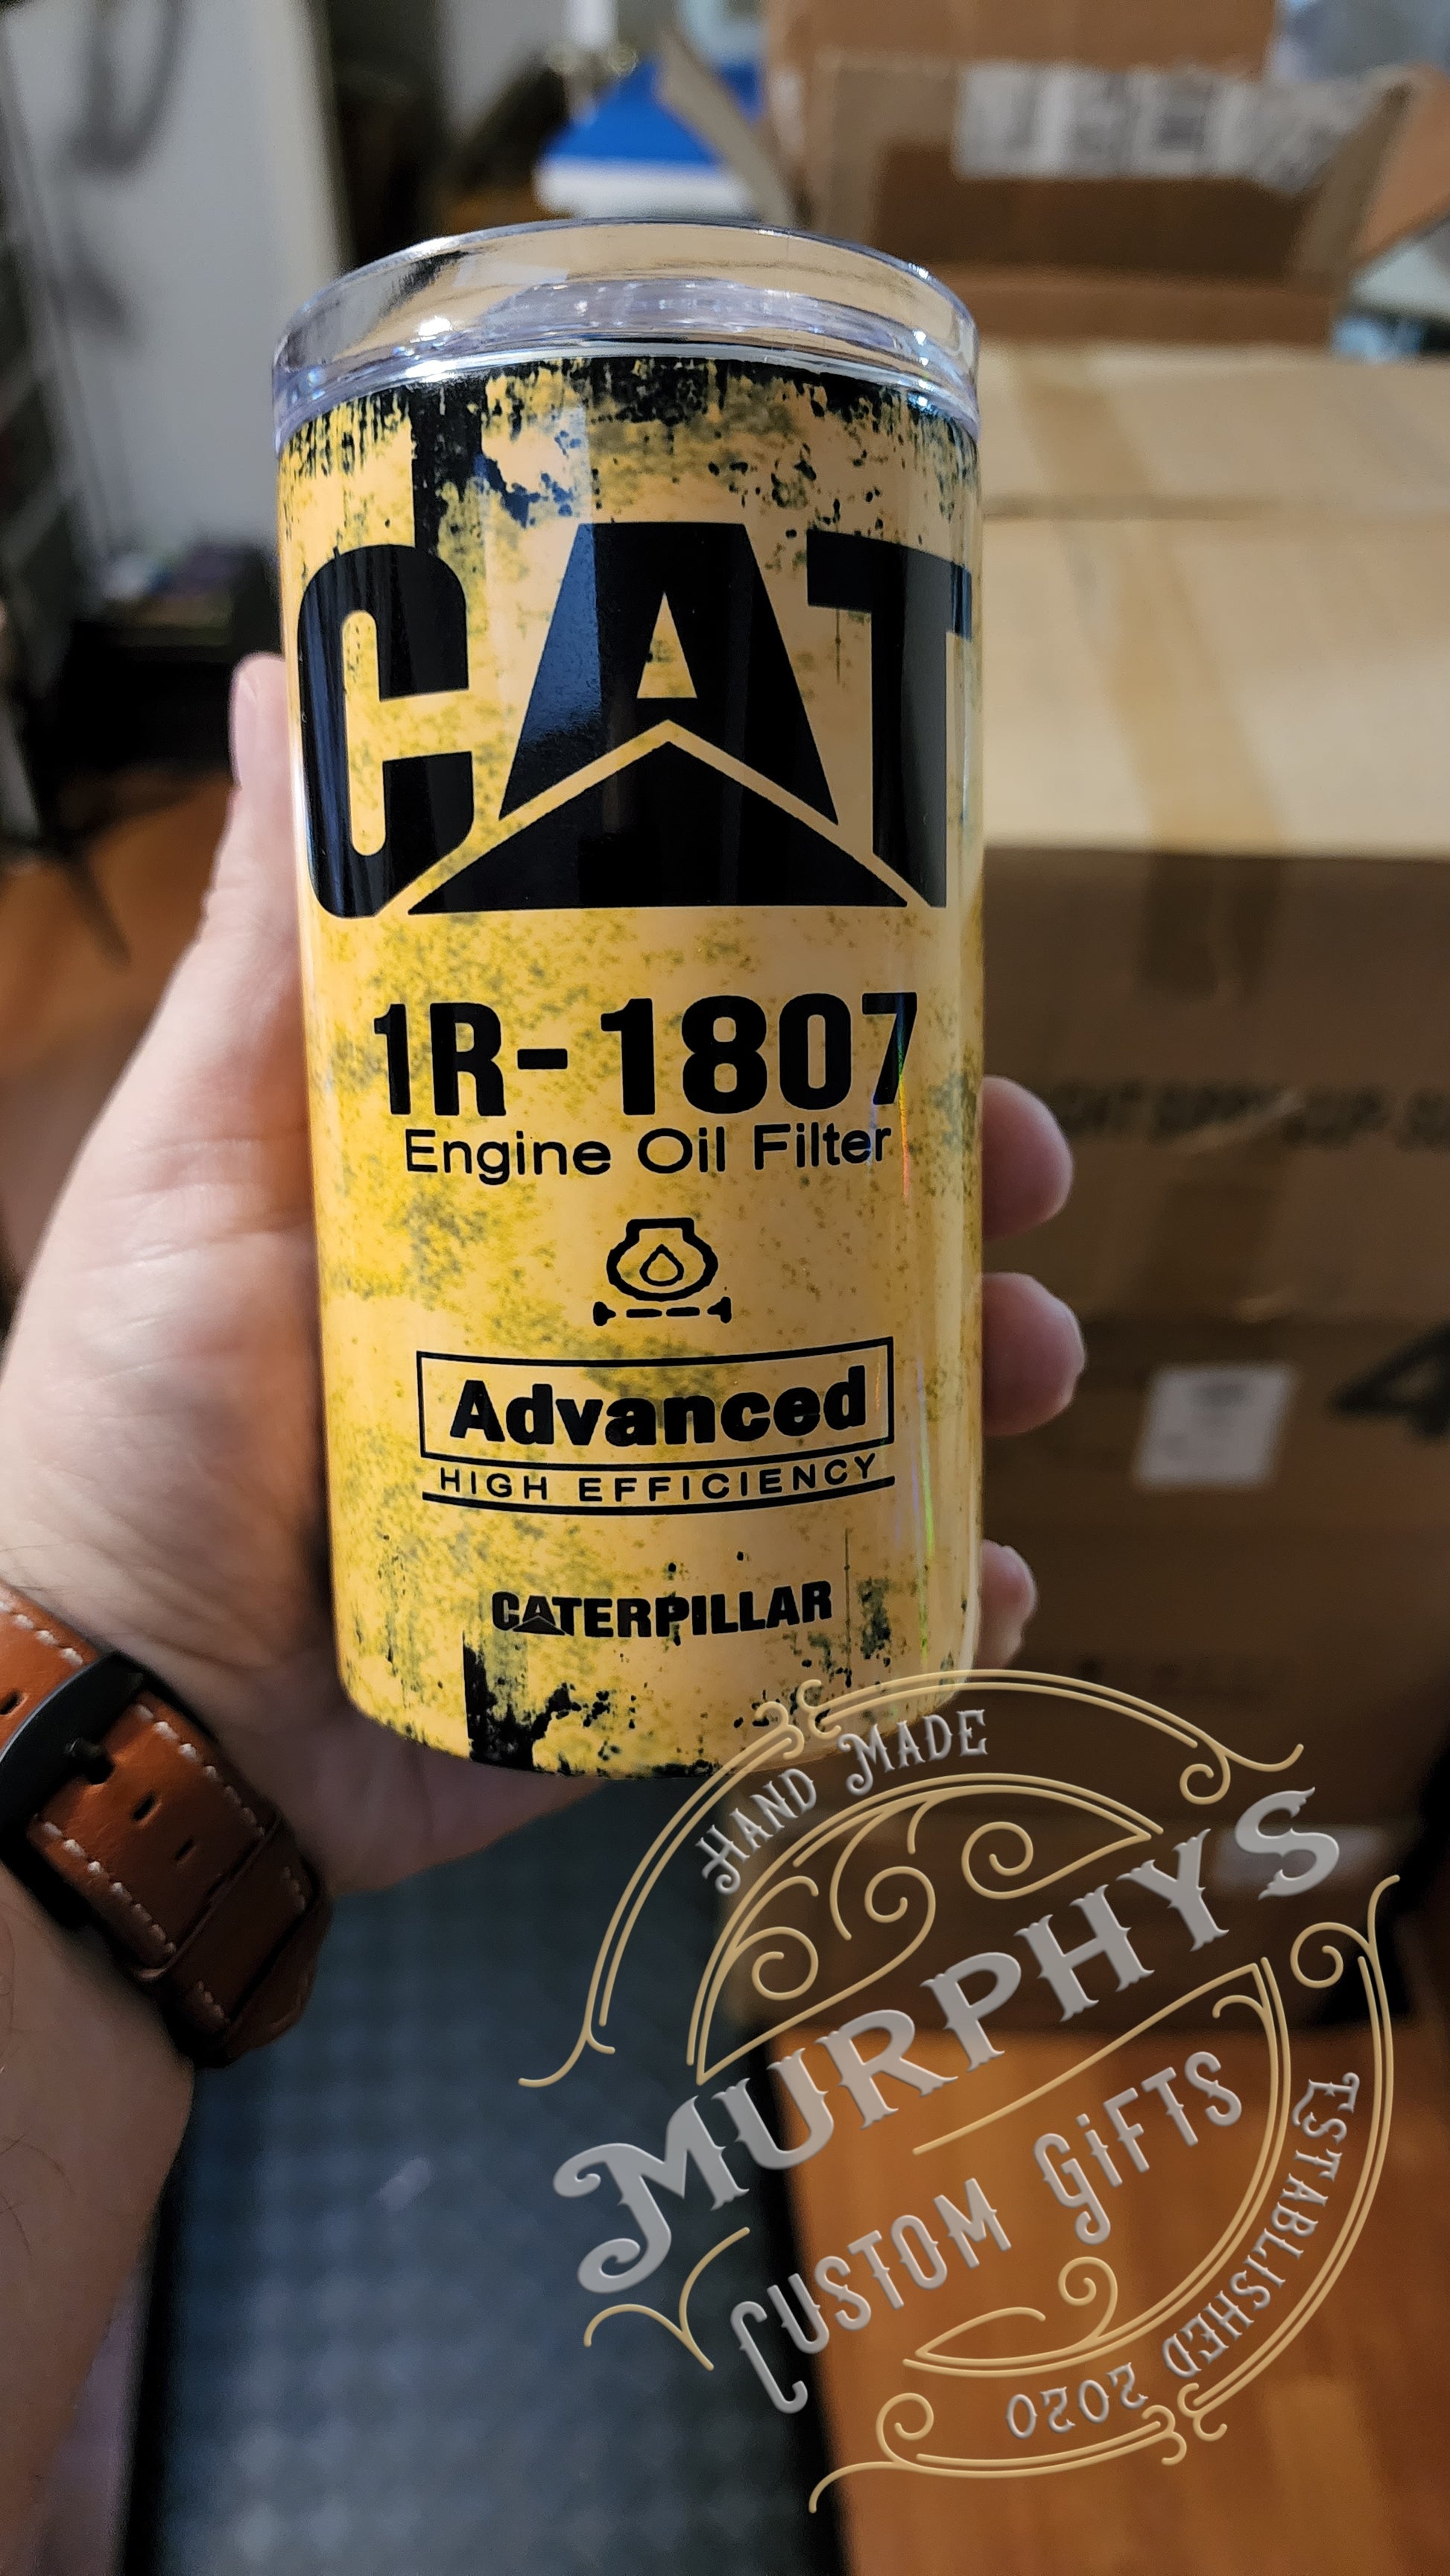 CAT
1R-1807
Engine Oil Filter
Advanced
HIGH EFFICIENCY
CATERPILLAR
HAND MADE
MURPHYS
CUSTOM GiFTS
ESTABLISHED 2020